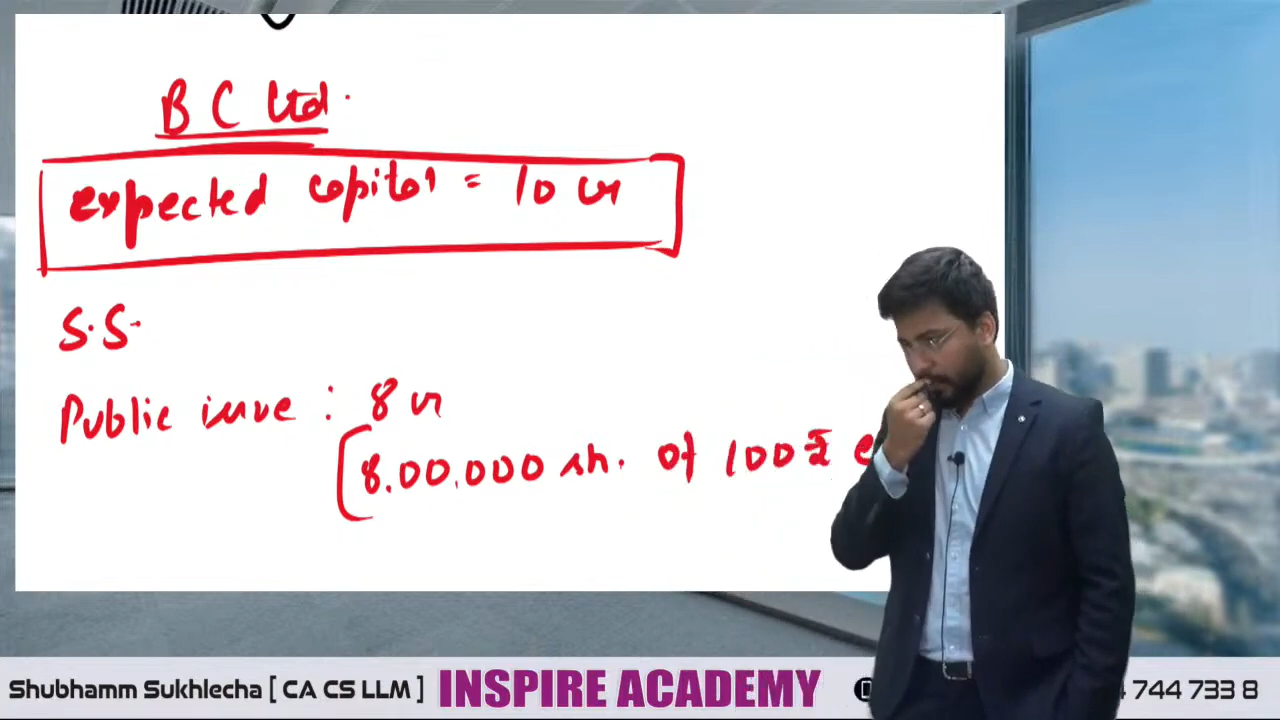 B C Ltd.
expected capital = 10 cr
S.S.
Public issue : 8 cr
[8,00,000 sh. of 100 ₹ e
Shubhamm Sukhlecha [ CA CS LLM ] INSPIRE ACADEMY 744 733 8